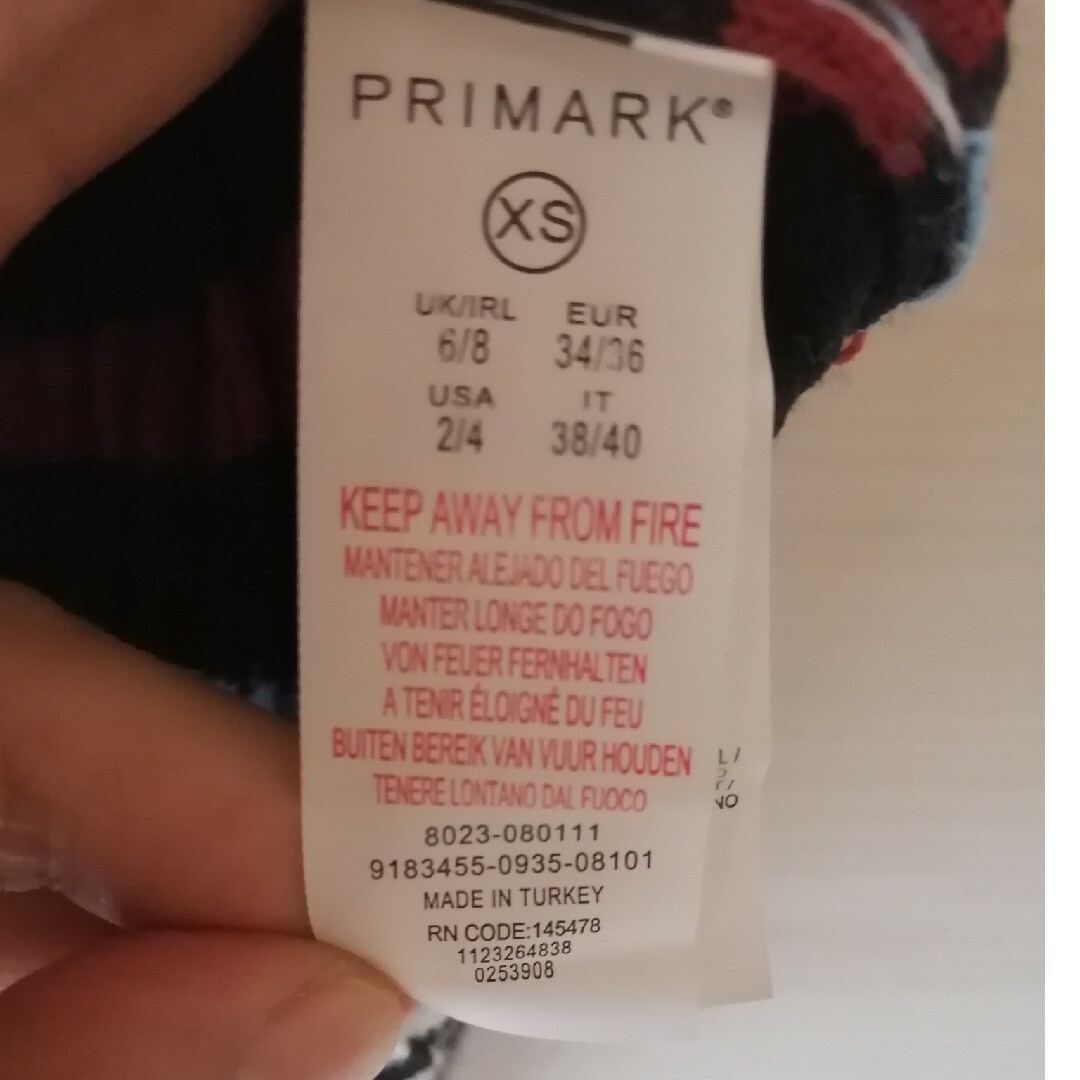 PRIMARK®
XS
UK/IRL EUR
6/8 34/36
USA IT
2/4 38/40
KEEP AWAY FROM FIRE
MANTENER ALEJADO DEL FUEGO
MANTER LONGE DO FOGO
VON FEUER FERNHALTEN
A TENIR ÉLOIGNÉ DU FEU
BUITEN BEREIK VAN VUUR HOUDEN
TENERE LONTANO DAL FUOCO
8023-080111
9183455-0935-08101
MADE IN TURKEY
RN CODE:145478
1123264838
0253908